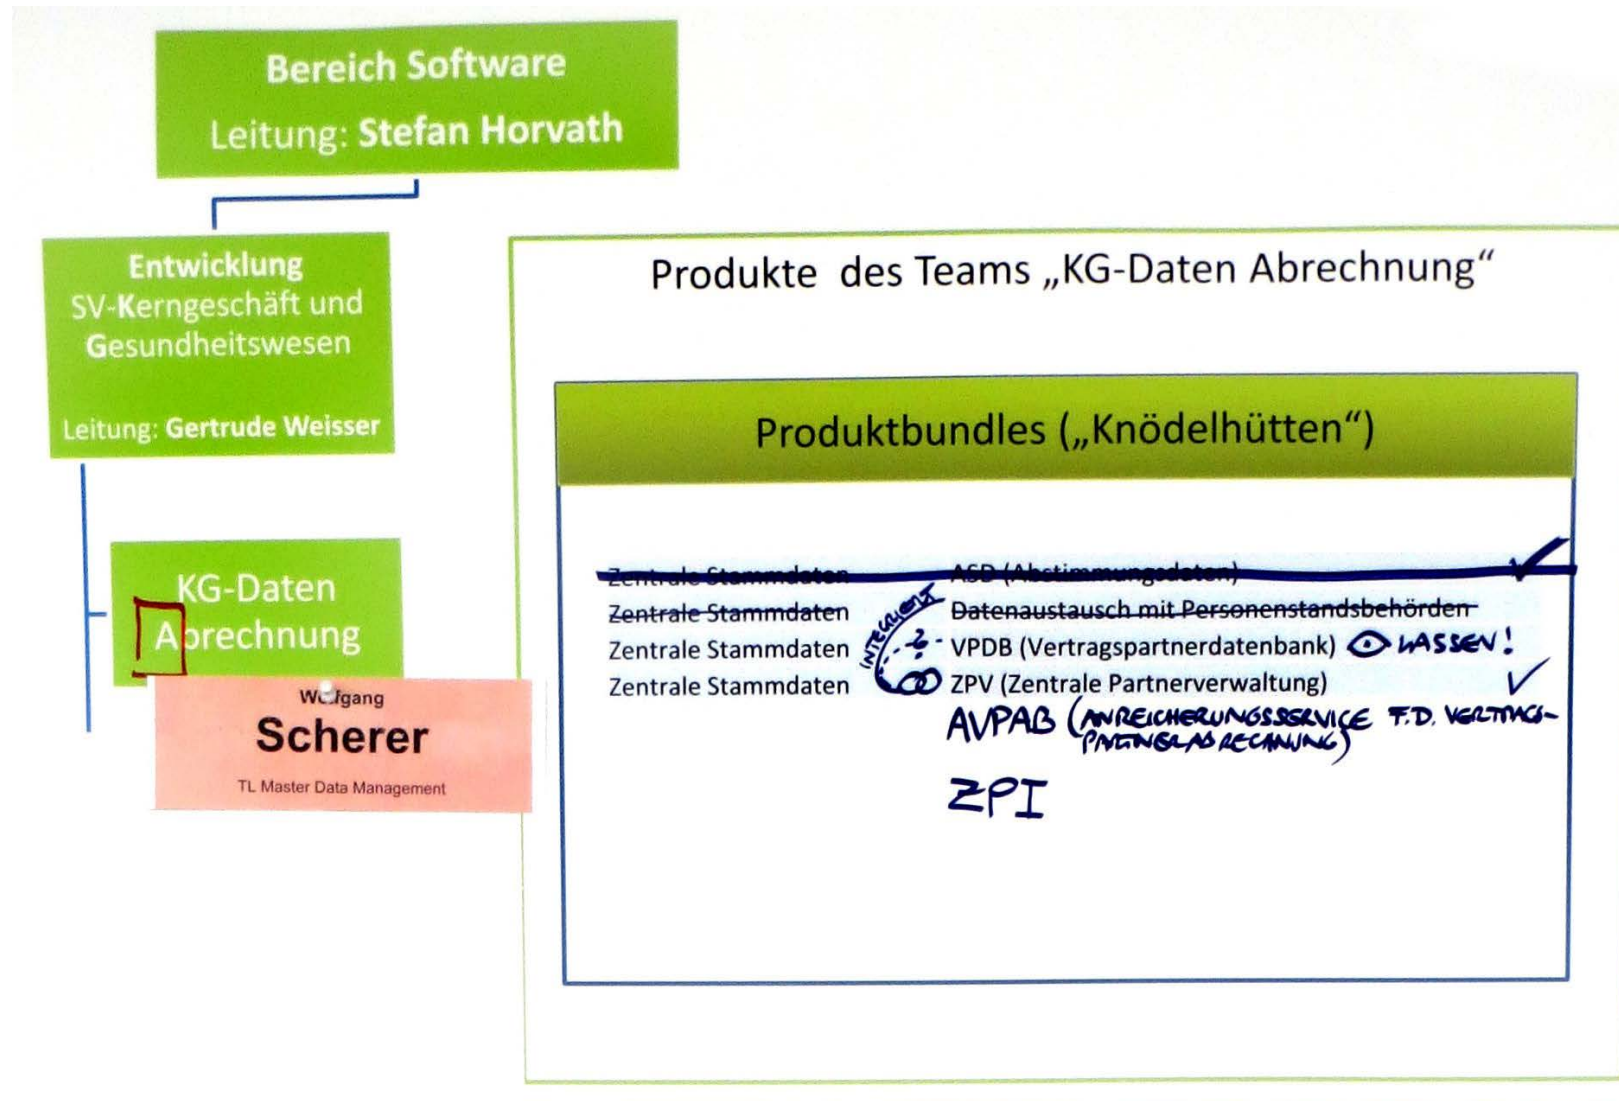 Bereich Software
Leitung: Stefan Horvath
Entwicklung
SV-Kerngeschäft und
Gesundheitswesen
Leitung: Gertrude Weisser
KG-Daten
Abrechnung
Wolfgang
Scherer
TL Master Data Management
Produkte des Teams „KG-Daten Abrechnung“
Produktbundles („Knödelhütten“)
Zentrale Stammdaten ASD (Abstimmungsdaten)
Zentrale Stammdaten Datenaustausch mit Personenstandsbehörden
INTEGRIERT
Zentrale Stammdaten ? VPDB (Vertragspartnerdatenbank) LASSEN!
Zentrale Stammdaten ZPV (Zentrale Partnerverwaltung)
AVPAB (ANREICHERUNGSSERVICE F.D. VERTRAGS-
PARTNERABRECHNUNG)
ZPI